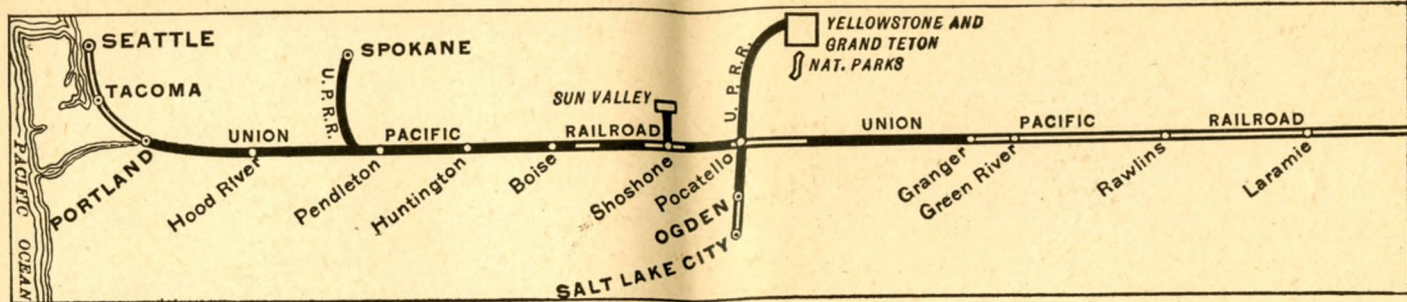 SEATTLE
TACOMA
SPOKANE
U.P.R.R.
SUN VALLEY
U. P. R. R.
YELLOWSTONE AND
GRAND TETON
NAT. PARKS
UNION PACIFIC RAILROAD
UNION PACIFIC RAILROAD
PORTLAND
Hood River
Pendleton
Huntington
Boise
Shoshone
Pocatello
OGDEN
SALT LAKE CITY
Granger
Green River
Rawlins
Laramie
PACIFIC OCEAN